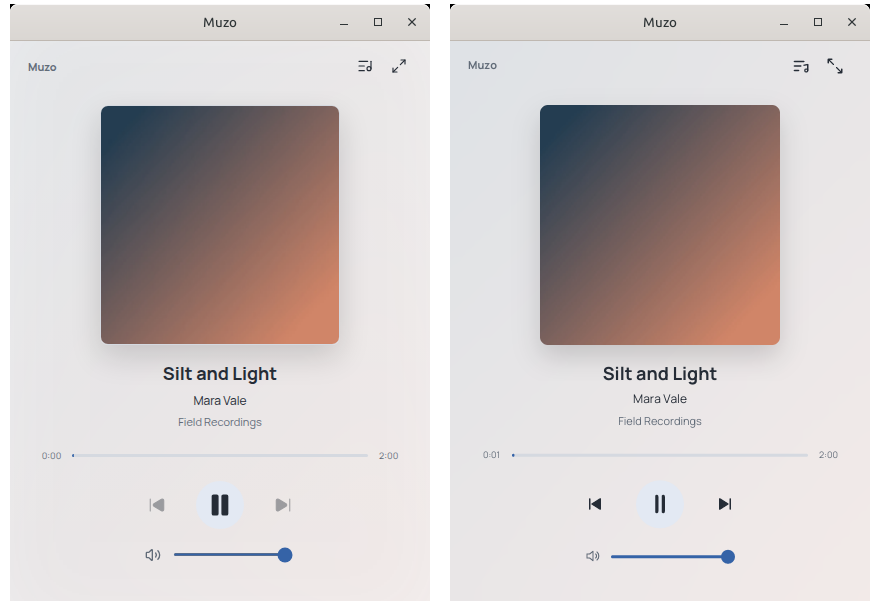 Muzo
Muzo
Silt and Light
Mara Vale
Field Recordings
0:00 2:00
Muzo
Muzo
Silt and Light
Mara Vale
Field Recordings
0:01 2:00